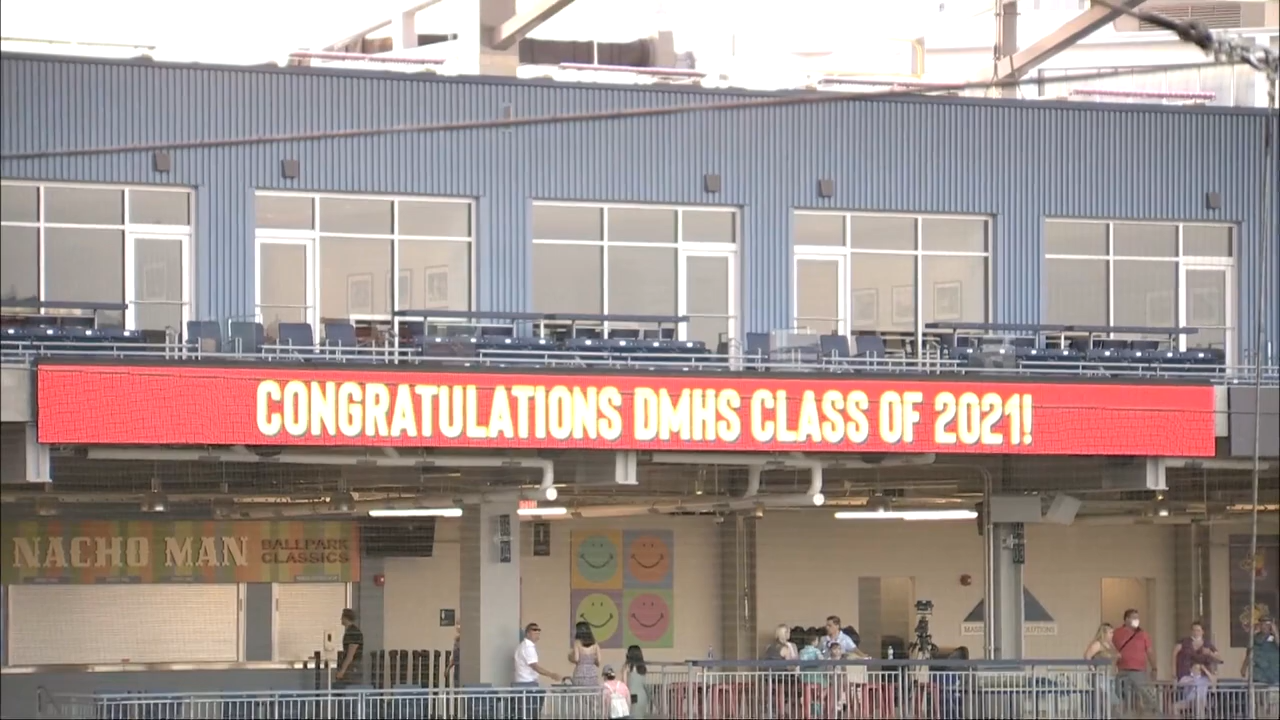 CONGRATULATIONS DMHS CLASS OF 2021!
NACHO MAN
BALLPARK
CLASSICS